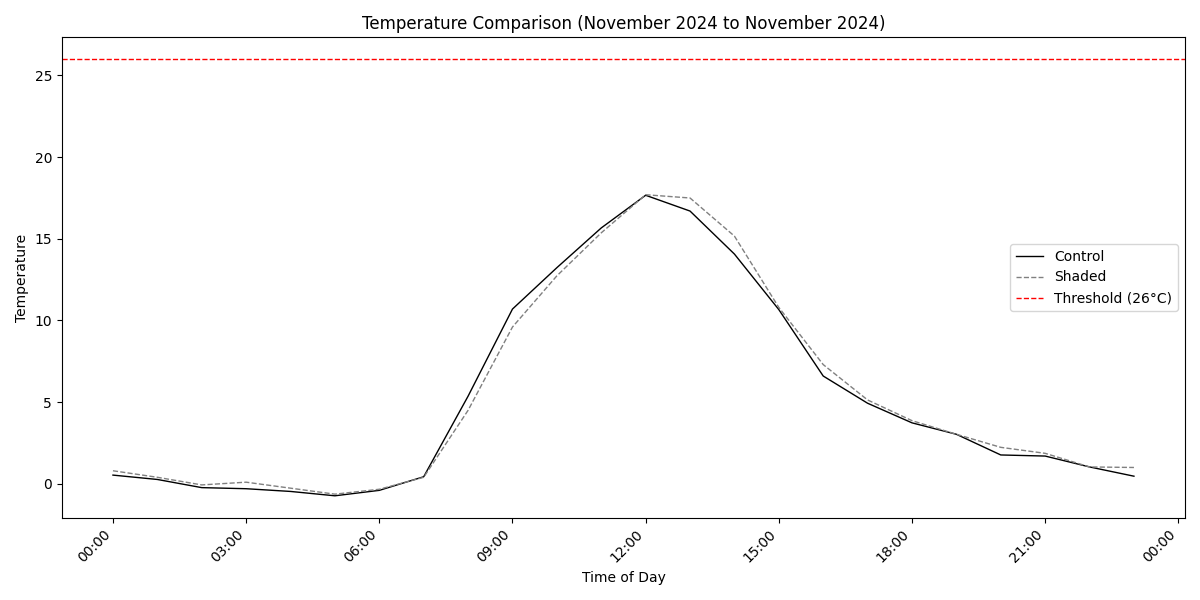 Temperature Comparison (November 2024 to November 2024)
Temperature
25
20
15
10
5
0
Control
Shaded
Threshold (26°C)
00:00
03:00
06:00
09:00
12:00
15:00
18:00
21:00
00:00
Time of Day